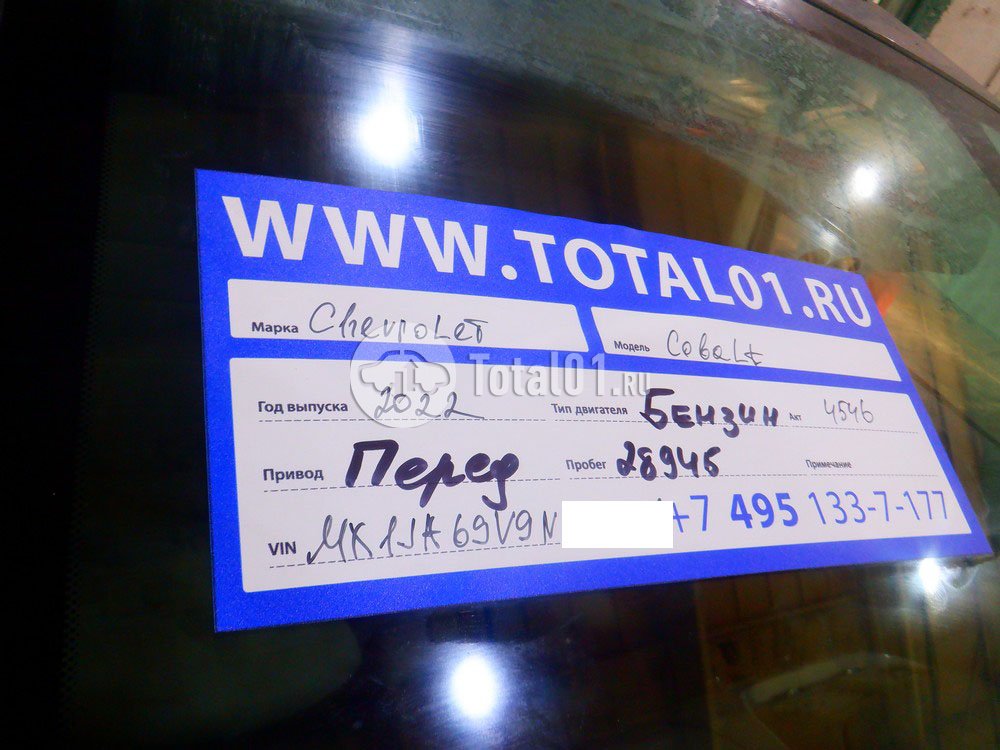 WWW.TOTAL01.RU
Марка Chevrolet Модель Cobalt
Total01.ru
Год выпуска 2022 Тип двигателя Бензин Акт 4546
Привод Перед Пробег 28946 Примечание
VIN MK1JA69V9N +7 495 133-7-177